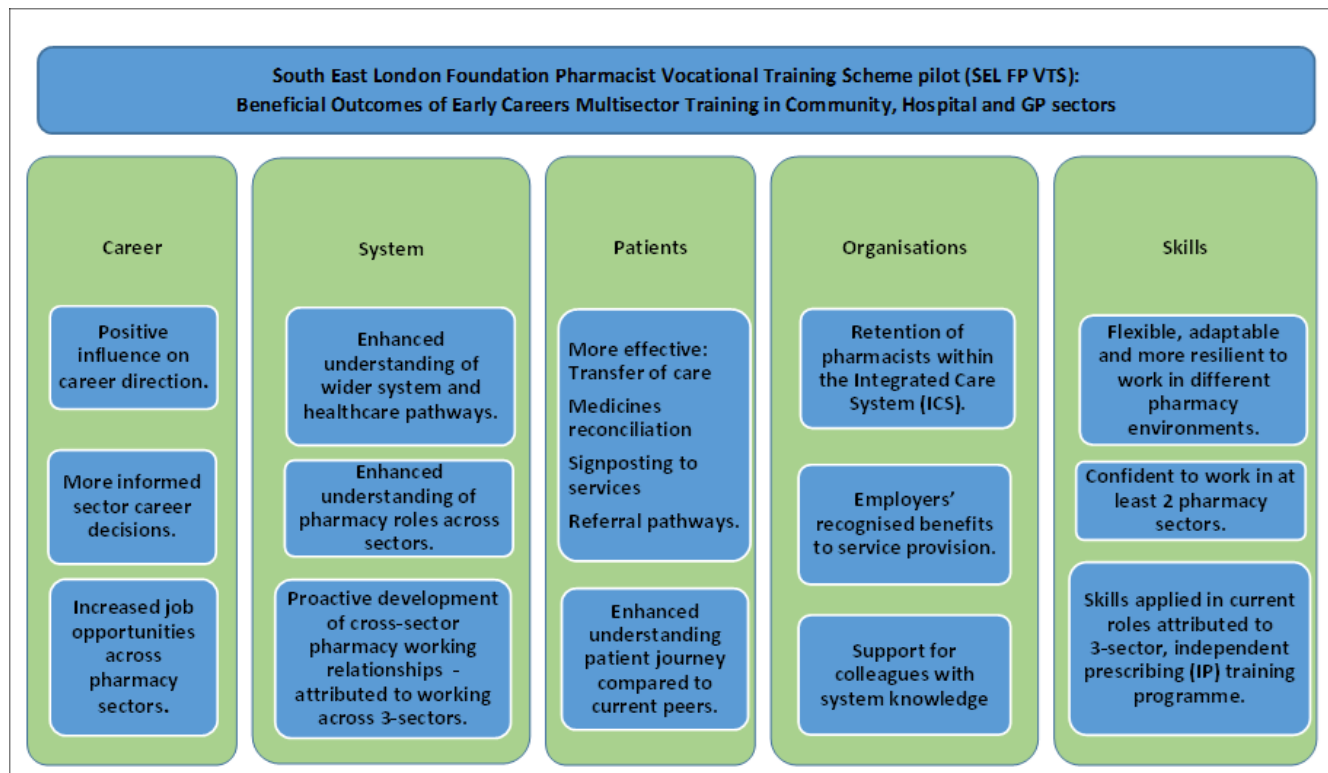 South East London Foundation Pharmacist Vocational Training Scheme pilot (SEL FP VTS):
Beneficial Outcomes of Early Careers Multisector Training in Community, Hospital and GP sectors
Career
Positive
influence on
career direction.
More informed
sector career
decisions.
Increased job
opportunities
across
pharmacy
sectors.
System
Enhanced
understanding of
wider system and
healthcare pathways.
Enhanced
understanding of
pharmacy roles across
sectors.
Proactive development
of cross-sector
pharmacy working
relationships -
attributed to working
across 3-sectors.
Patients
More effective:
Transfer of care
Medicines
reconciliation
Signposting to
services
Referral pathways.
Enhanced
understanding
patient journey
compared to
current peers.
Organisations
Retention of
pharmacists within
the Integrated Care
System (ICS).
Employers’
recognised benefits
to service provision.
Support for
colleagues with
system knowledge
Skills
Flexible, adaptable
and more resilient to
work in different
pharmacy
environments.
Confident to work in at
least 2 pharmacy
sectors.
Skills applied in current
roles attributed to
3-sector, independent
prescribing (IP) training
programme.